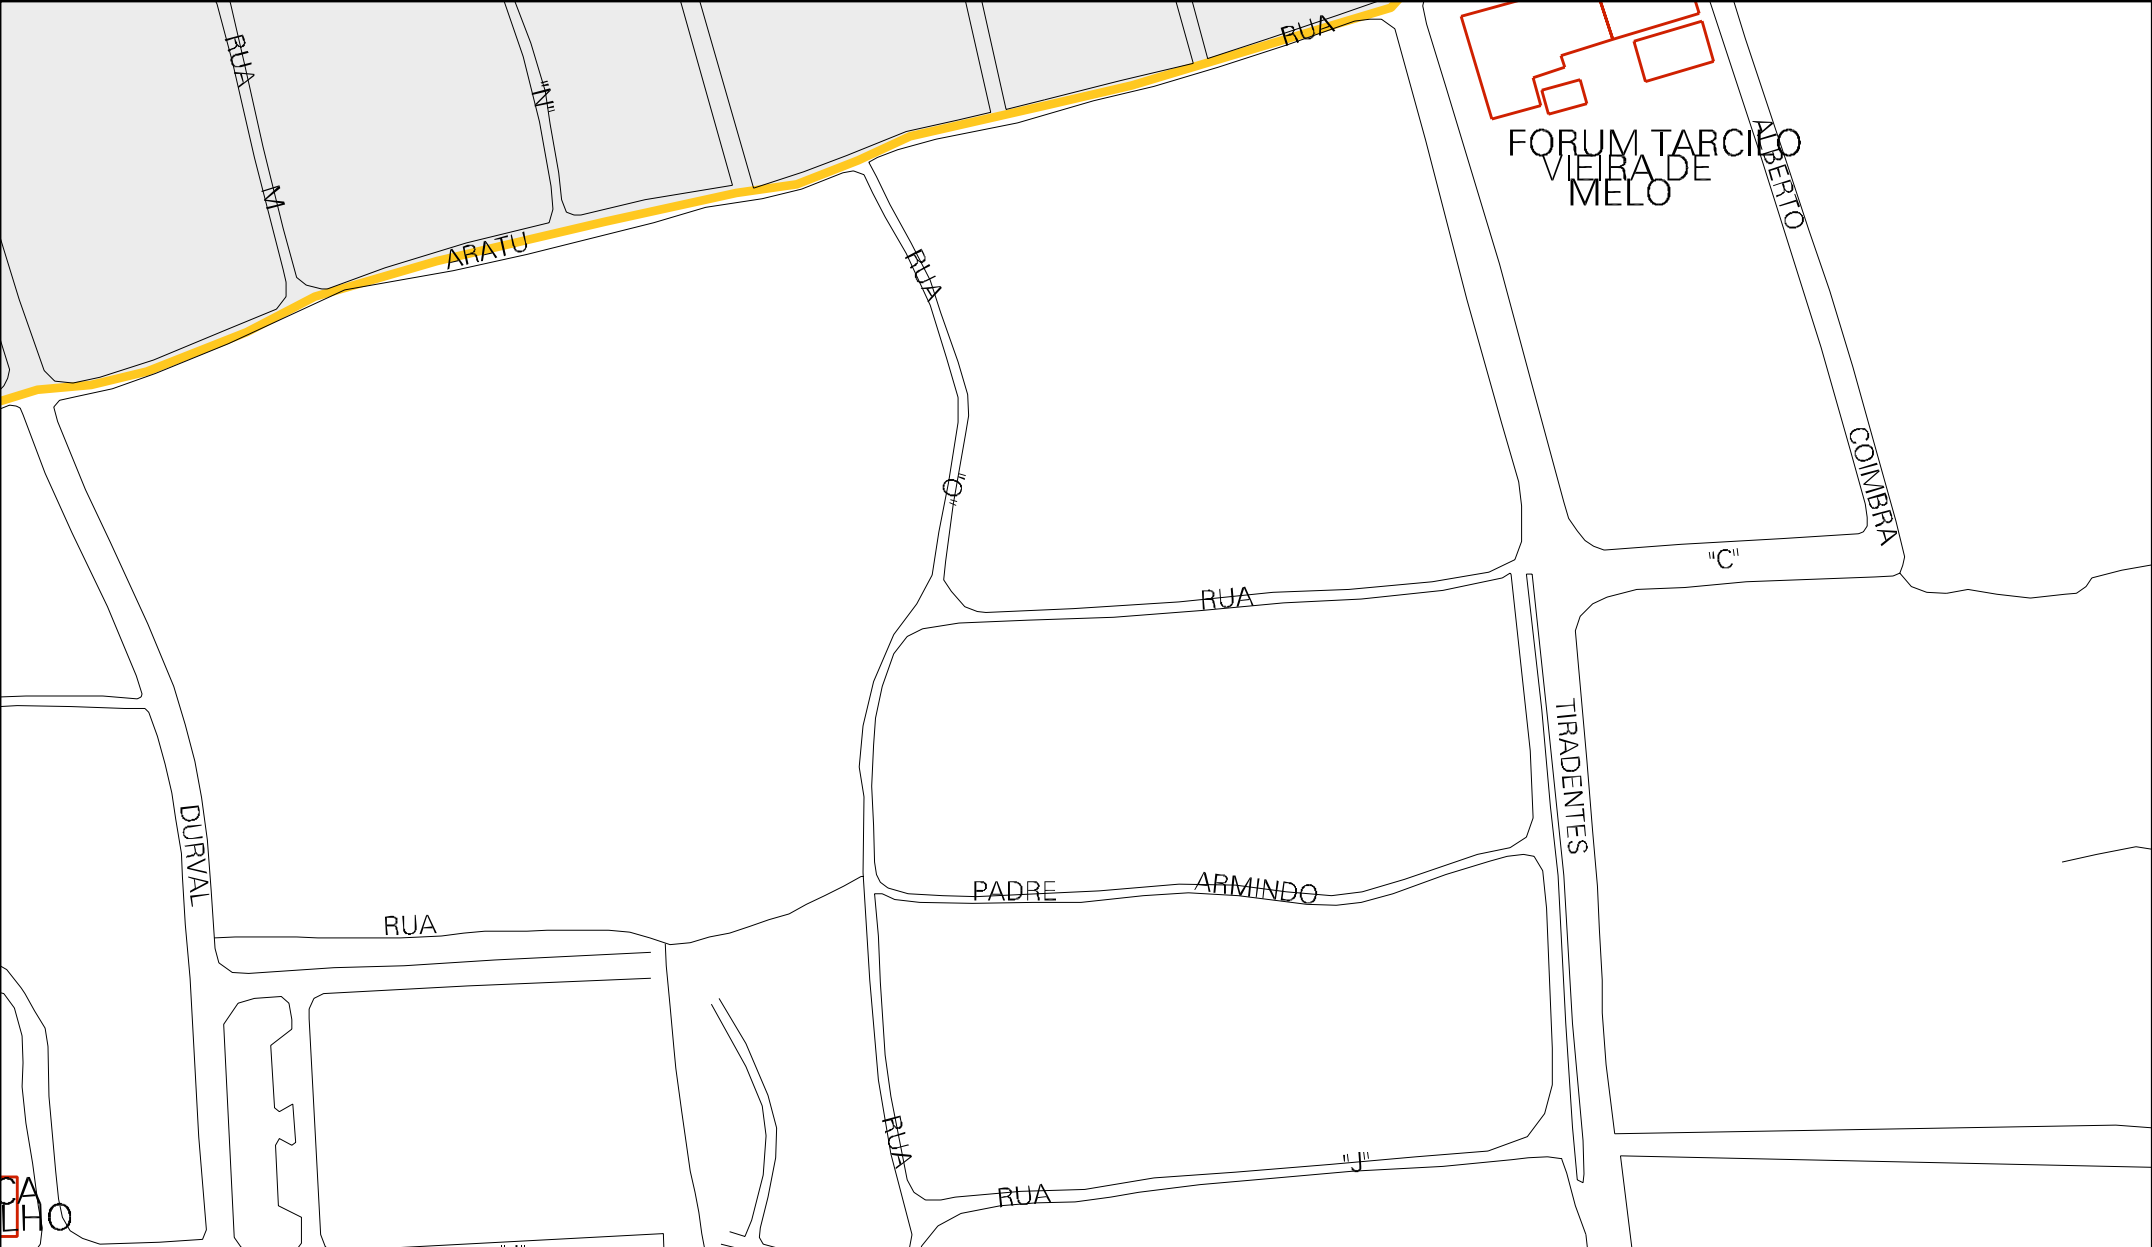 RUA
RUA
"N"
FORUM TARCILO
VIEIRA DE
MELO
ALBERTO
M
ARATU
RUA
COIMBRA
"O"
"C"
RUA
TIRADENTES
DURVAL
PADRE
ARMINDO
RUA
RUA
"J"
RUA
CA
LHO